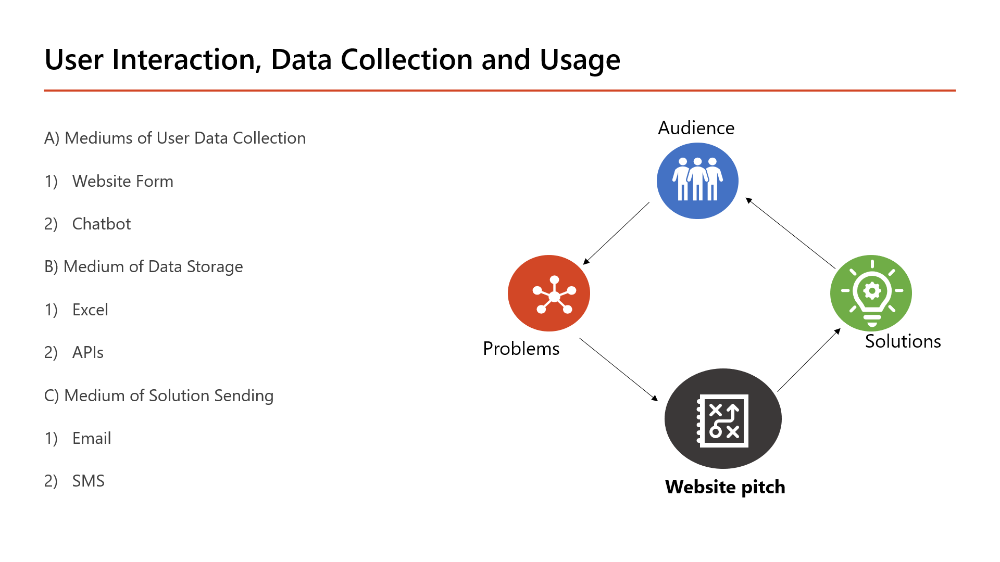 User Interaction, Data Collection and Usage
A) Mediums of User Data Collection
1) Website Form
2) Chatbot
B) Medium of Data Storage
1) Excel
2) APIs
C) Medium of Solution Sending
1) Email
2) SMS
Audience
Problems
Solutions
Website pitch